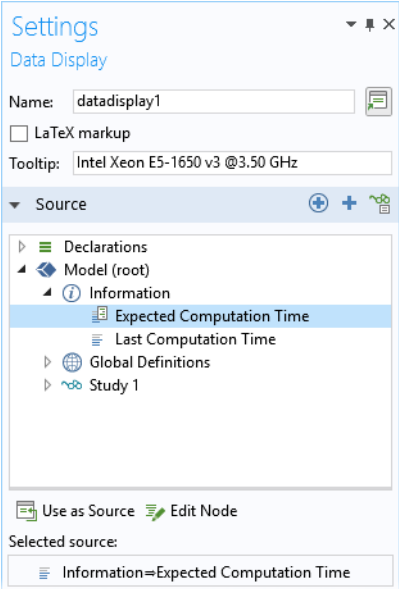 Settings
Data Display
Name: datadisplay1
LaTeX markup
Tooltip: Intel Xeon E5-1650 v3 @3.50 GHz
Source
Declarations
Model (root)
Information
Expected Computation Time
Last Computation Time
Global Definitions
Study 1
Use as Source Edit Node
Selected source:
Information⇒Expected Computation Time